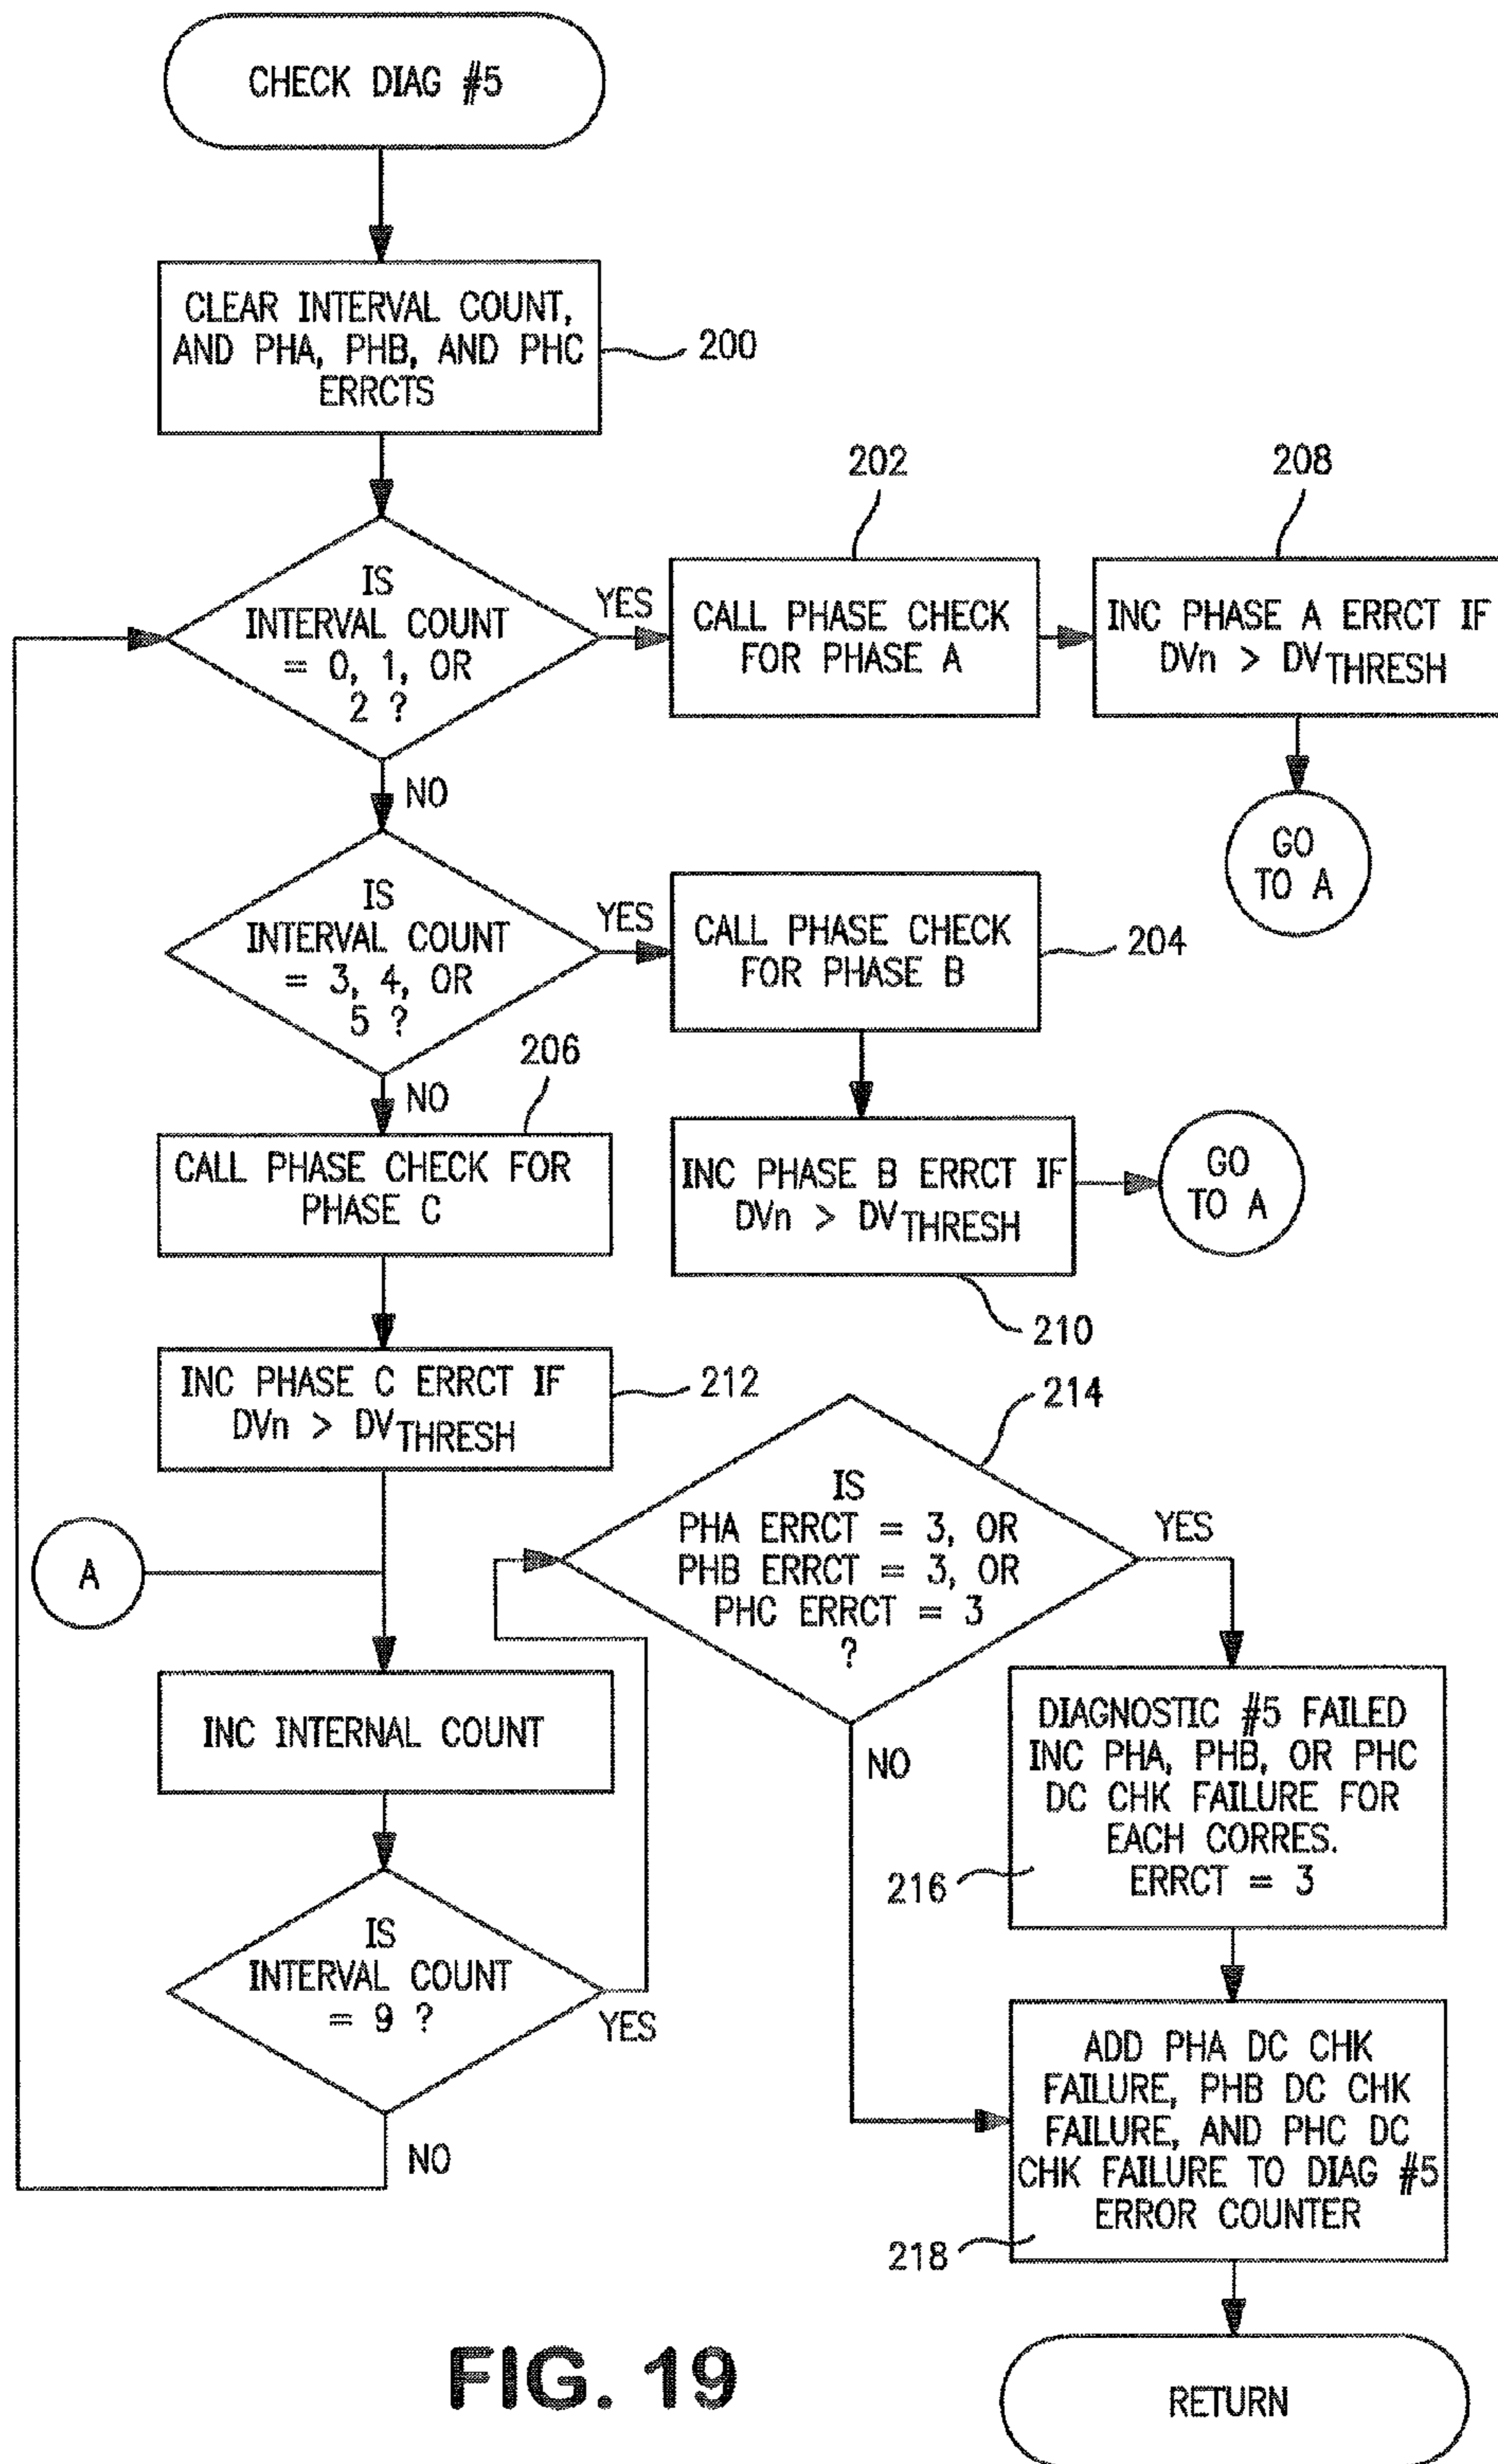 CHECK DIAG #5
CLEAR INTERVAL COUNT,
AND PHA, PHB, AND PHC
ERRCTS
200
IS
INTERVAL COUNT
= 0, 1, OR
2 ?
YES
202
CALL PHASE CHECK
FOR PHASE A
208
INC PHASE A ERRCT IF
DVn > DVTHRESH
GO
TO A
NO
IS
INTERVAL COUNT
= 3, 4, OR
5 ?
YES
CALL PHASE CHECK
FOR PHASE B
204
NO
206
CALL PHASE CHECK FOR
PHASE C
INC PHASE B ERRCT IF
DVn > DVTHRESH
GO
TO A
210
INC PHASE C ERRCT IF
DVn > DVTHRESH
212
214
IS
PHA ERRCT = 3, OR
PHB ERRCT = 3, OR
PHC ERRCT = 3
?
YES
A
INC INTERNAL COUNT
NO
DIAGNOSTIC #5 FAILED
INC PHA, PHB, OR PHC
DC CHK FAILURE FOR
EACH CORRES.
ERRCT = 3
216
IS
INTERVAL COUNT
= 9 ?
YES
NO
ADD PHA DC CHK
FAILURE, PHB DC CHK
FAILURE, AND PHC DC
CHK FAILURE TO DIAG #5
ERROR COUNTER
218
RETURN
FIG. 19